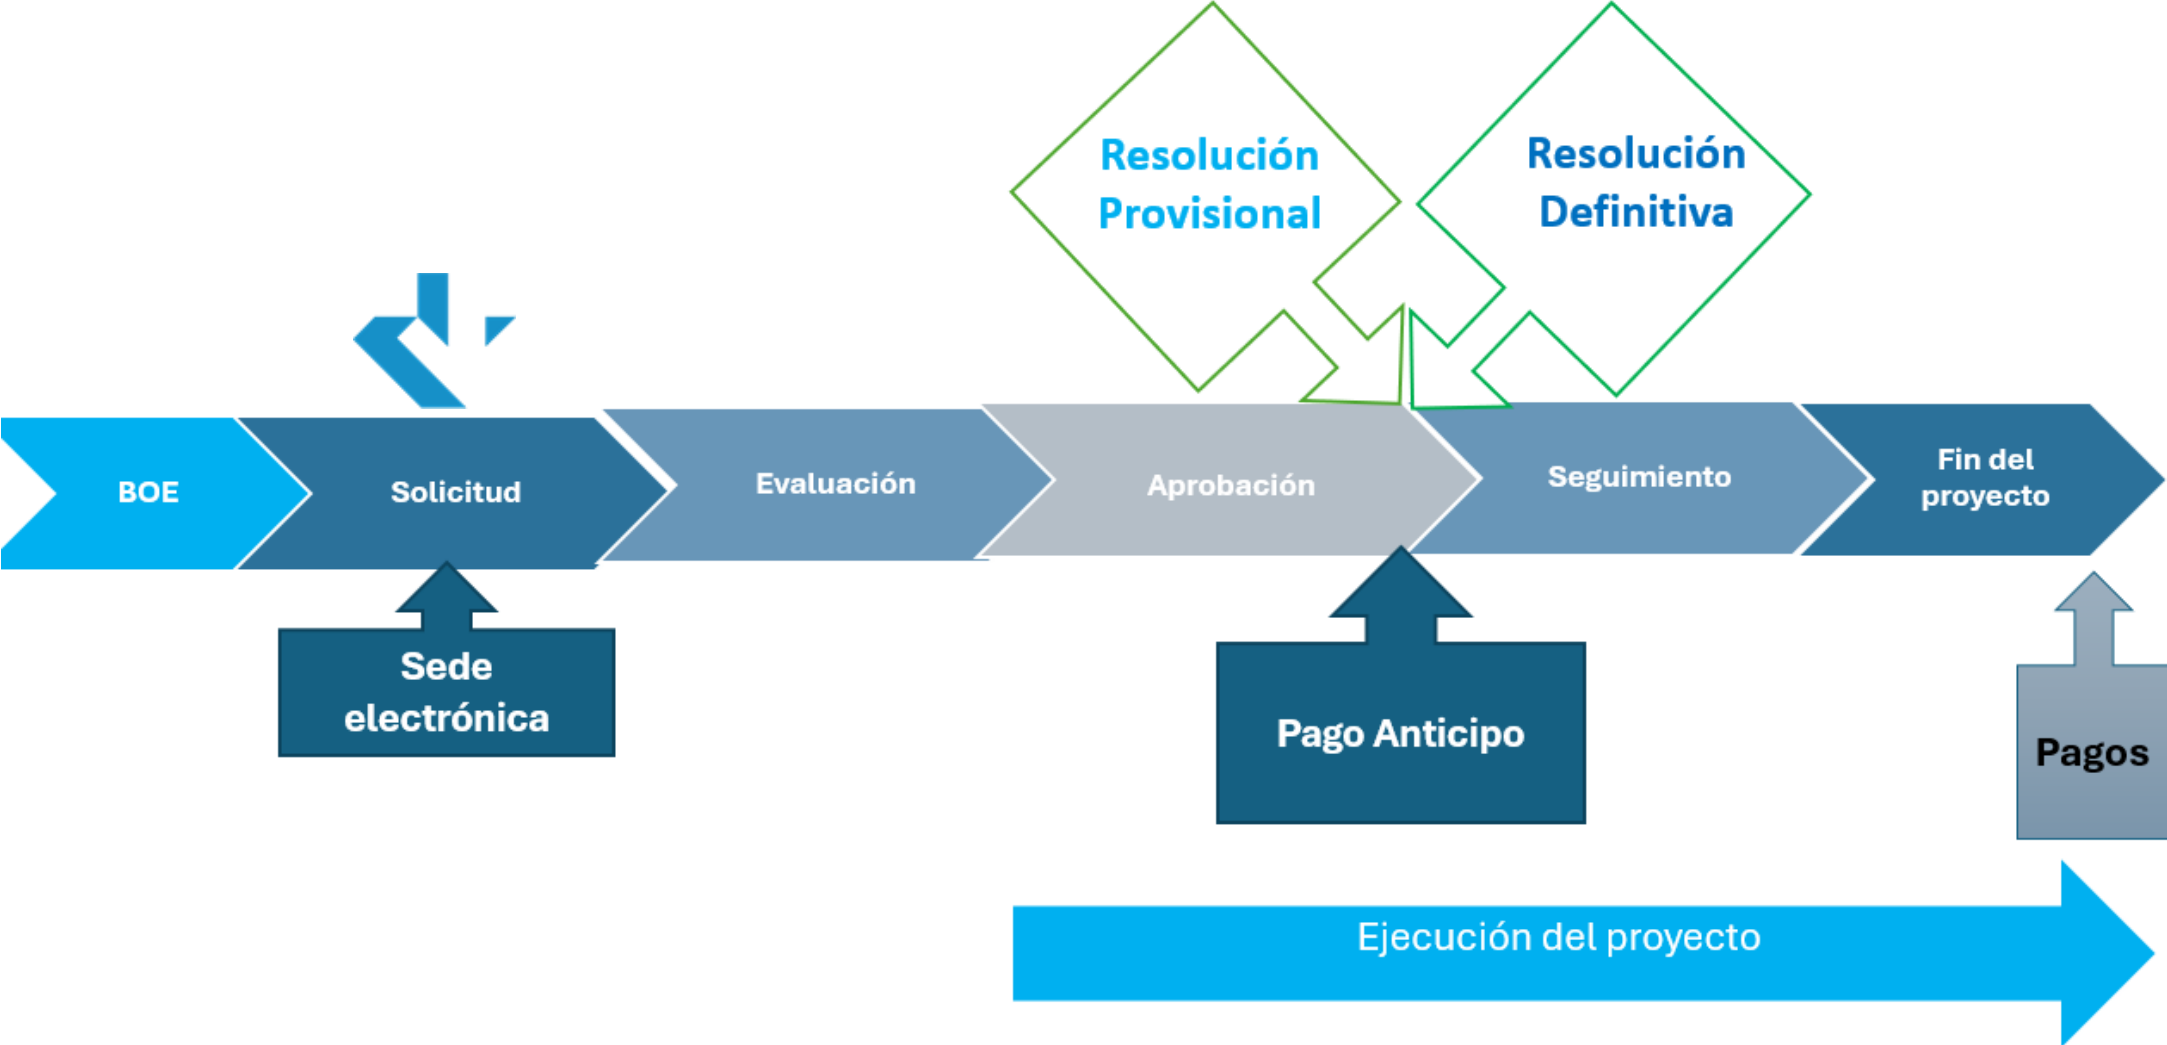 Resolución
Provisional
Resolución
Definitiva
BOE
Solicitud
Evaluación
Aprobación
Seguimiento
Fin del
proyecto
Sede
electrónica
Pago Anticipo
Pagos
Ejecución del proyecto